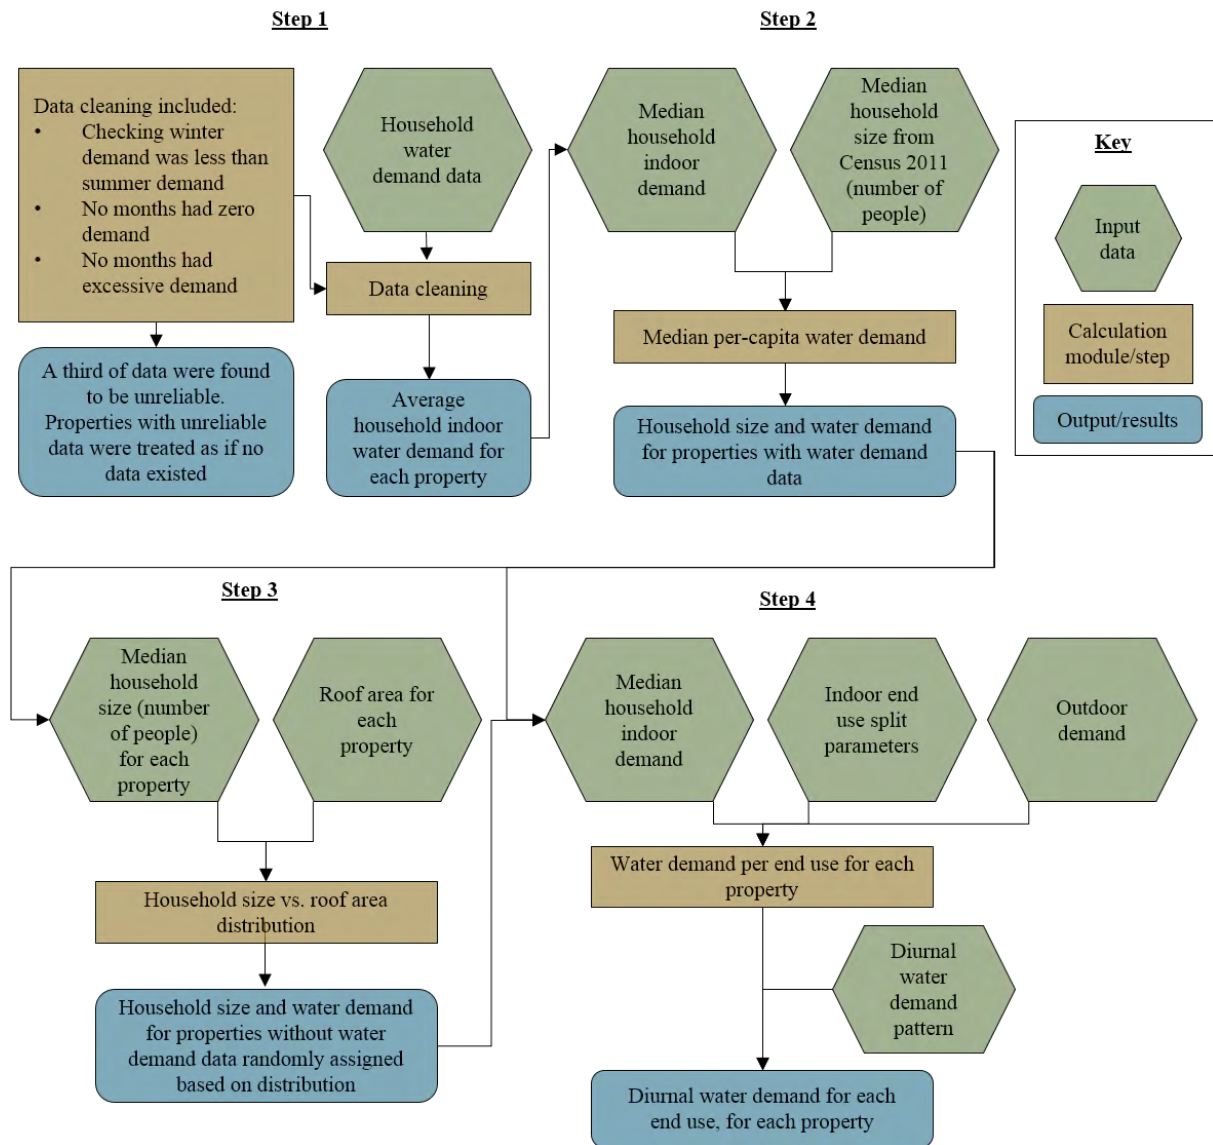 Step 1
Data cleaning included:
• Checking winter
demand was less than
summer demand
• No months had zero
demand
• No months had
excessive demand
Household
water
demand data
Data cleaning
A third of data were found
to be unreliable.
Properties with unreliable
data were treated as if no
data existed
Average
household indoor
water demand for
each property
Step 2
Median
household
indoor
demand
Median
household
size from
Census 2011
(number of
people)
Median per-capita water demand
Household size and water demand
for properties with water demand
data
Key
Input
data
Calculation
module/step
Output/results
Step 3
Median
household
size (number
of people)
for each
property
Roof area for
each
property
Household size vs. roof area
distribution
Household size and water demand
for properties without water
demand data randomly assigned
based on distribution
Step 4
Median
household
indoor
demand
Indoor end
use split
parameters
Outdoor
demand
Water demand per end use for each
property
Diurnal
water
demand
pattern
Diurnal water demand for each
end use, for each property